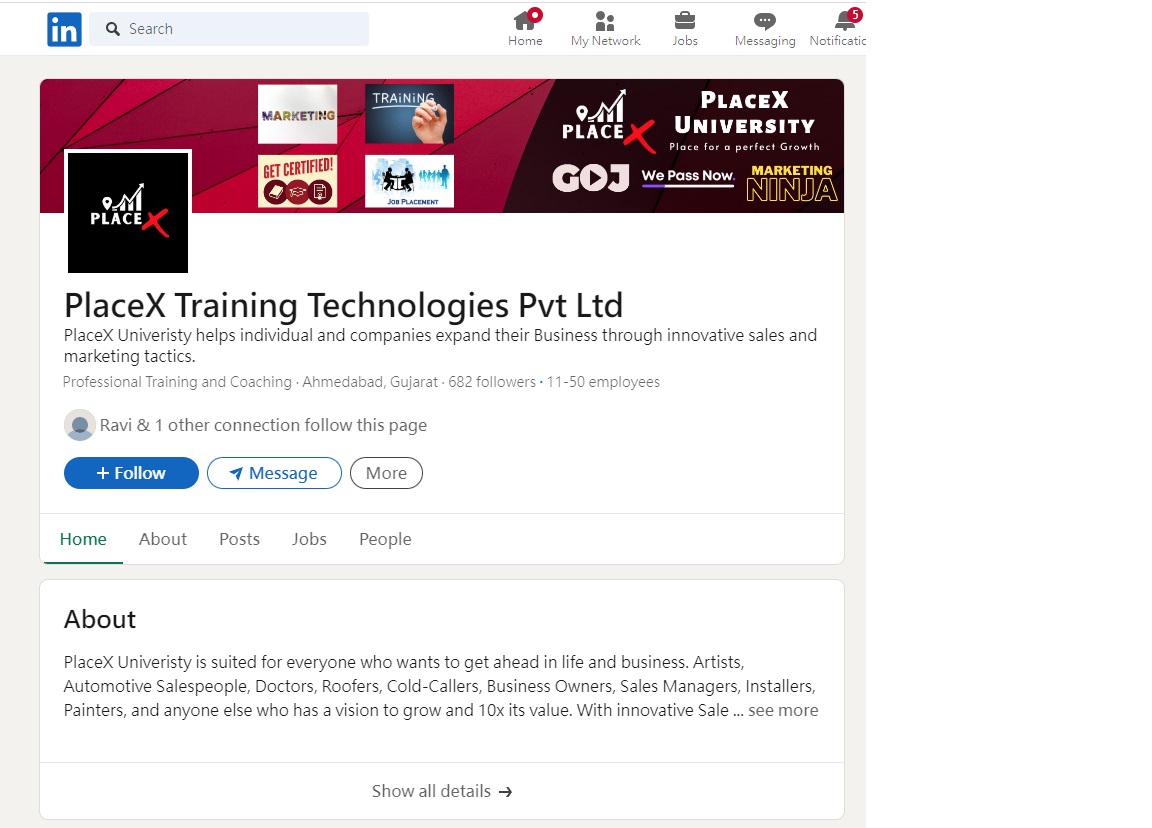 in
Search
Home
My Network
Jobs
Messaging
5
Notificatic
MARKETING
TRAINING
GET CERTIFIED!
JOB PLACEMENT
PLACEX
PLACEX
UNIVERSITY
Place for a perfect Growth
GOJ
We Pass Now.
MARKETING
NINJA
PLACEX
PlaceX Training Technologies Pvt Ltd
PlaceX Univeristy helps individual and companies expand their Business through innovative sales and
marketing tactics.
Professional Training and Coaching · Ahmedabad, Gujarat · 682 followers · 11-50 employees
Ravi & 1 other connection follow this page
+ Follow
Message
More
Home
About
Posts
Jobs
People
About
PlaceX Univeristy is suited for everyone who wants to get ahead in life and business. Artists,
Automotive Salespeople, Doctors, Roofers, Cold-Callers, Business Owners, Sales Managers, Installers,
Painters, and anyone else who has a vision to grow and 10x its value. With innovative Sale ... see more
Show all details →